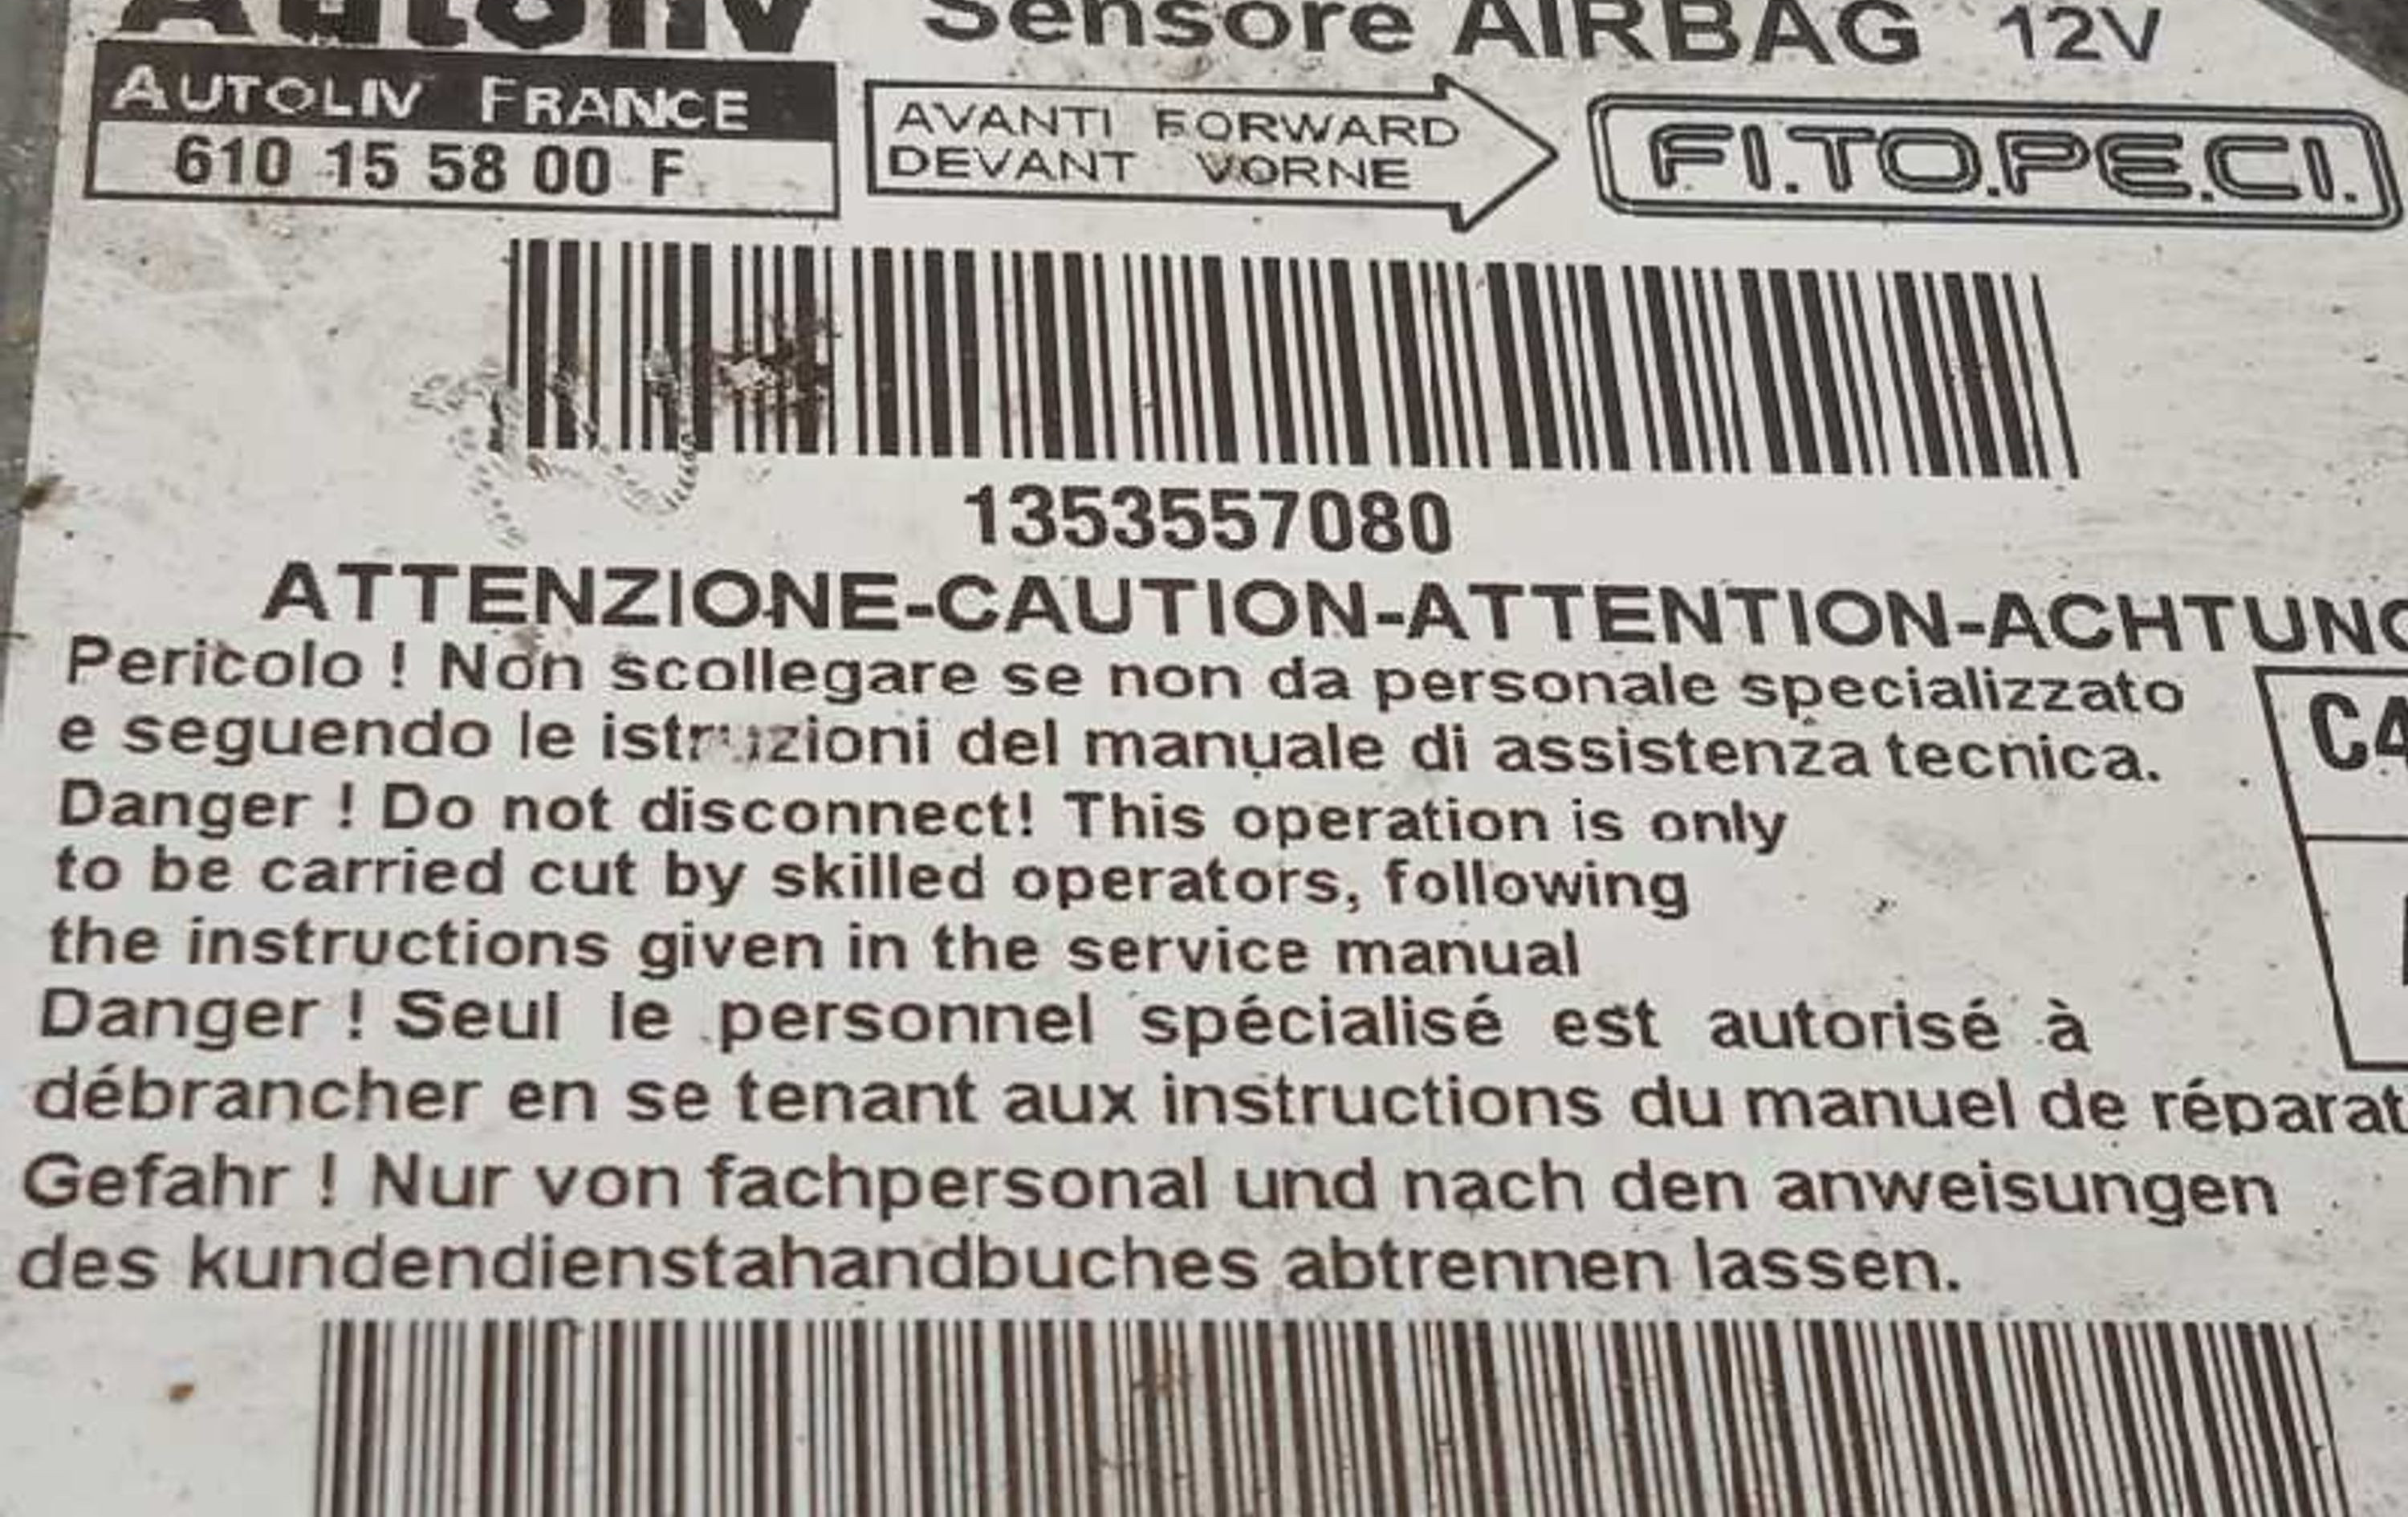 Autoliv Sensore AIRBAG 12V
AUTOLIV FRANCE
610 15 58 00 F
AVANTI FORWARD
DEVANT VORNE
FI.TO.PE.CI.
1353557080
ATTENZIONE-CAUTION-ATTENTION-ACHTUNG
Pericolo ! Non scollegare se non da personale specializzato
e seguendo le istruzioni del manuale di assistenza tecnica.
C4
Danger ! Do not disconnect! This operation is only
to be carried cut by skilled operators, following
the instructions given in the service manual
Danger ! Seul le personnel spécialisé est autorisé à
débrancher en se tenant aux instructions du manuel de réparat
Gefahr ! Nur von fachpersonal und nach den anweisungen
des kundendienstahandbuches abtrennen lassen.